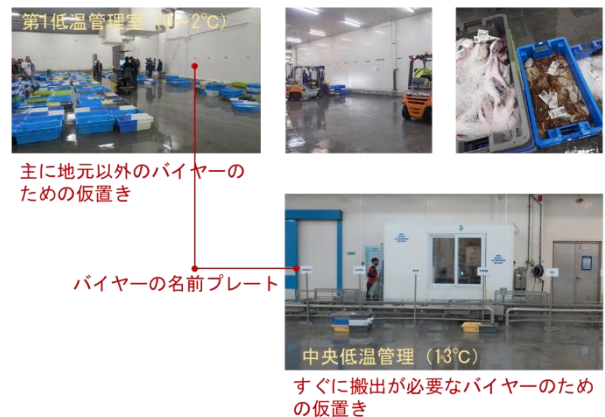 第1低温管理室（0～2℃）
主に地元以外のバイヤーの
ための仮置き
バイヤーの名前プレート
中央低温管理（13℃）
すぐに搬出が必要なバイヤーのため
の仮置き